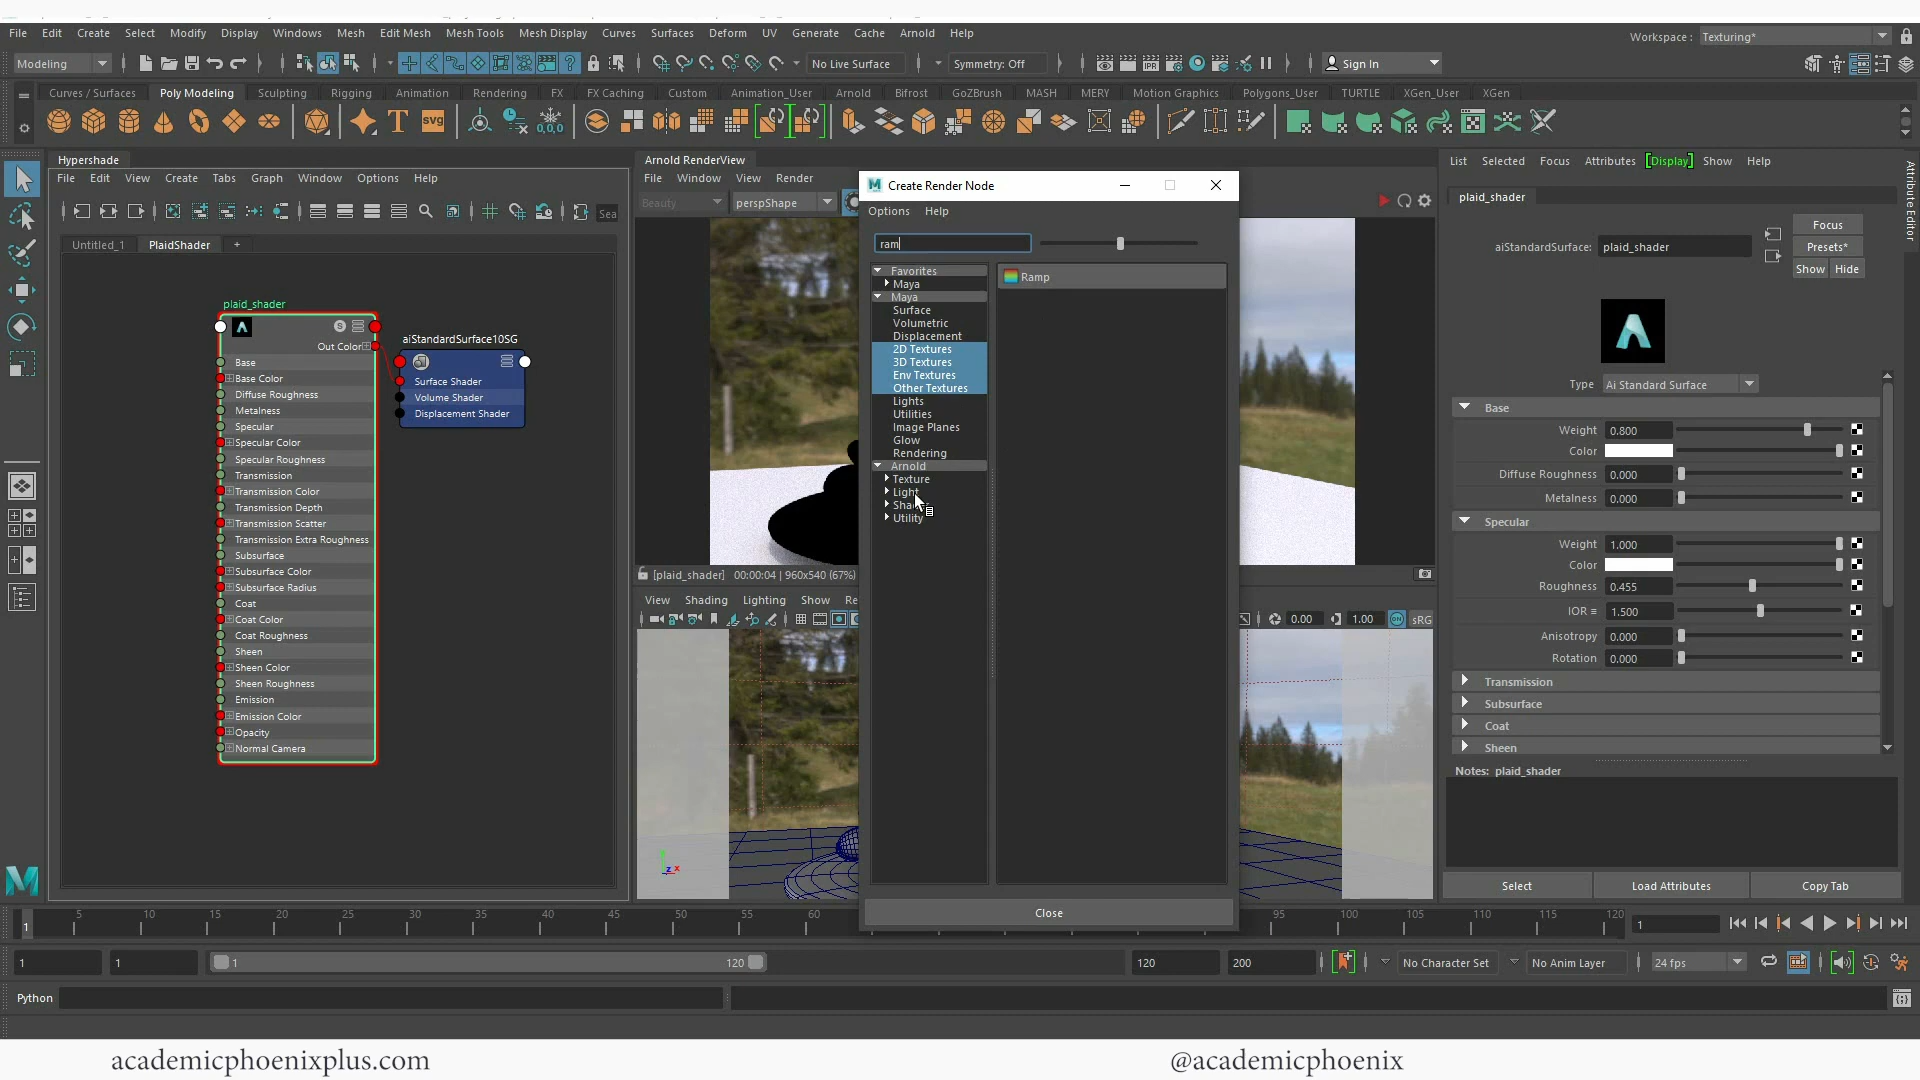 File Edit Create Select Modify Display Windows Mesh Edit Mesh Mesh Tools Mesh Display Curves Surfaces Deform UV Generate Cache Arnold Help
Workspace : Texturing*
Modeling No Live Surface Symmetry: Off Sign In
Curves / Surfaces Poly Modeling Sculpting Rigging Animation Rendering FX FX Caching Custom Animation_User Arnold Bifrost GoZBrush MASH MERY Motion Graphics Polygons_User TURTLE XGen_User XGen
T svg 0,0,0
Hypershade
File Edit View Create Tabs Graph Window Options Help
Sea
Untitled_1 PlaidShader +
plaid_shader
S
Out Color
Base
Base Color
Diffuse Roughness
Metalness
Specular
Specular Color
Specular Roughness
Transmission
Transmission Color
Transmission Depth
Transmission Scatter
Transmission Extra Roughness
Subsurface
Subsurface Color
Subsurface Radius
Coat
Coat Color
Coat Roughness
Sheen
Sheen Color
Sheen Roughness
Emission
Emission Color
Opacity
Normal Camera
aiStandardSurface10SG
Surface Shader
Volume Shader
Displacement Shader
Arnold RenderView
File Window View Render
Beauty perspShape
[plaid_shader] 00:00:04 | 960x540 (67%)
View Shading Lighting Show Re
0.00 1.00 ON sRG
z x
Create Render Node
Options Help
ram
Favorites
Maya
Maya
Surface
Volumetric
Displacement
2D Textures
3D Textures
Env Textures
Other Textures
Lights
Utilities
Image Planes
Glow
Rendering
Arnold
Texture
Light
Sha
Utility
Ramp
Close
List Selected Focus Attributes [Display] Show Help
Attribute Editor
plaid_shader
Focus
aiStandardSurface: plaid_shader
Presets*
Show Hide
Type Ai Standard Surface
Base
Weight 0.800
Color
Diffuse Roughness 0.000
Metalness 0.000
Specular
Weight 1.000
Color
Roughness 0.455
IOR = 1.500
Anisotropy 0.000
Rotation 0.000
Transmission
Subsurface
Coat
Sheen
Notes: plaid_shader
Select Load Attributes Copy Tab
1 5 10 15 20 25 30 35 40 45 50 55 60 95 100 105 110 115 120 1
1 1 1 120 120 200 No Character Set No Anim Layer 24 fps
Python
academicphoenixplus.com @academicphoenix